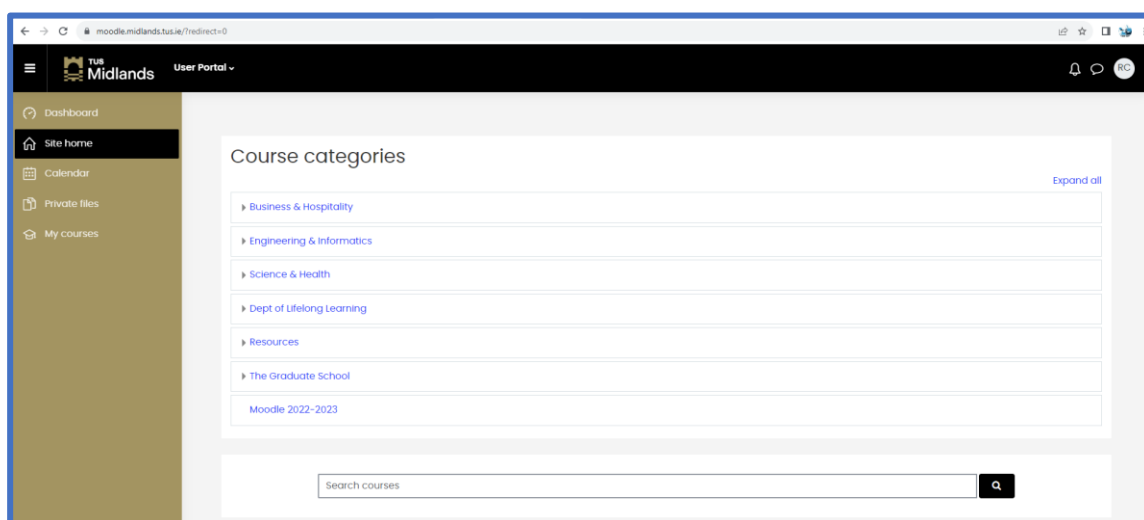 moodle.midlands.tus.ie/?redirect=0
TUS
Midlands
User Portal
RC
Dashboard
Site home
Calendar
Private files
My courses
Course categories
Expand all
Business & Hospitality
Engineering & Informatics
Science & Health
Dept of Lifelong Learning
Resources
The Graduate School
Moodle 2022-2023
Search courses